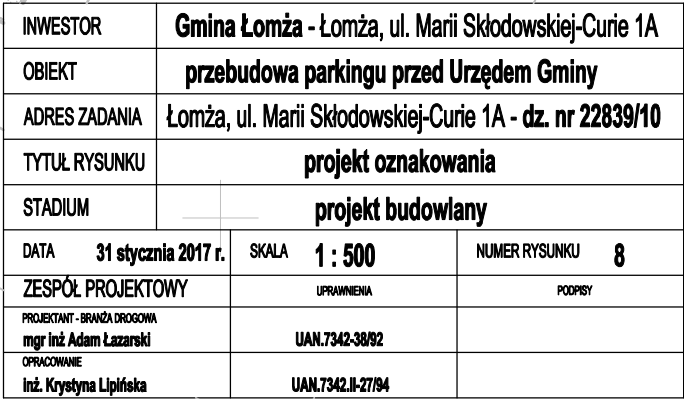 INWESTOR Gmina Łomża - Łomża, ul. Marii Skłodowskiej-Curie 1A
OBIEKT przebudowa parkingu przed Urzędem Gminy
ADRES ZADANIA Łomża, ul. Marii Skłodowskiej-Curie 1A - dz. nr 22839/10
TYTUŁ RYSUNKU projekt oznakowania
STADIUM projekt budowlany
DATA 31 stycznia 2017 r. SKALA 1 : 500 NUMER RYSUNKU 8
ZESPÓŁ PROJEKTOWY UPRAWNIENIA PODPISY
PROJEKTANT - BRANŻA DROGOWA
mgr inż Adam Łazarski UAN.7342-38/92
OPRACOWANIE
inż. Krystyna Lipińska UAN.7342.II-27/94